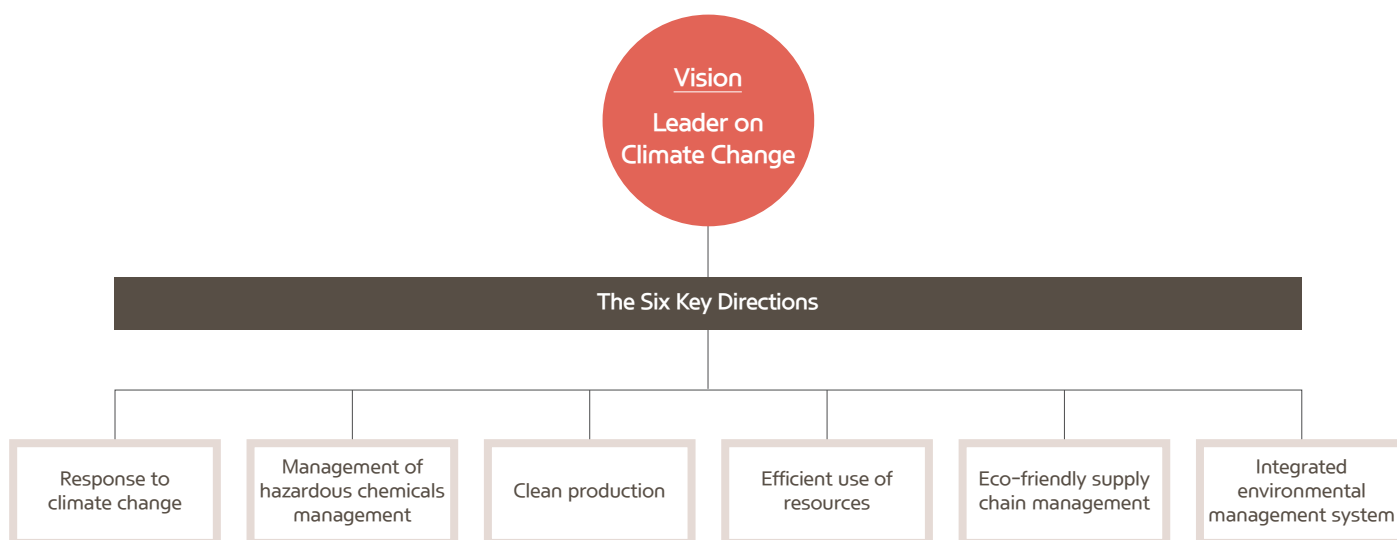 Vision
Leader on
Climate Change
The Six Key Directions
Response to
climate change
Management of
hazardous chemicals
management
Clean production
Efficient use of
resources
Eco-friendly supply
chain management
Integrated
environmental
management system